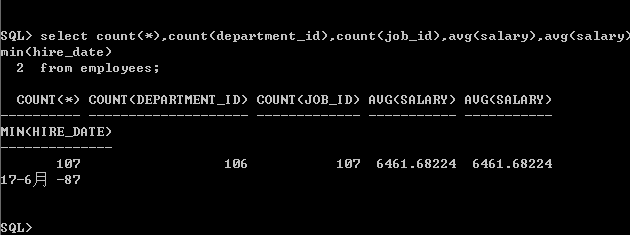 SQL> select count(*),count(department_id),count(job_id),avg(salary),avg(salary)
min(hire_date)
  2  from employees;
  COUNT(*) COUNT(DEPARTMENT_ID) COUNT(JOB_ID) AVG(SALARY) AVG(SALARY)
---------- -------------------- ------------- ----------- -----------
MIN(HIRE_DATE)
--------------
       107                  106           107  6461.68224  6461.68224
17-6月 -87
SQL>